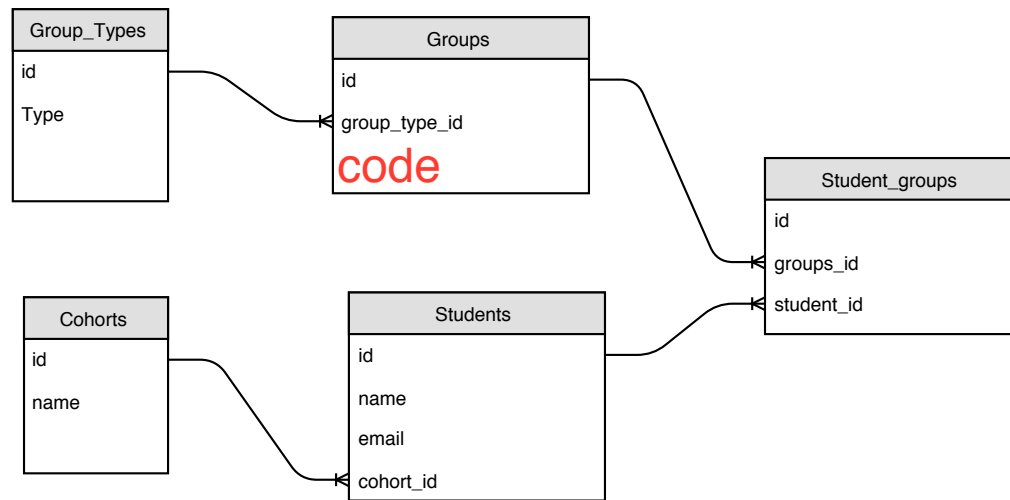 Group_Types
id
Type
Groups
id
group_type_id
code
Student_groups
id
groups_id
student_id
Cohorts
id
name
Students
id
name
email
cohort_id